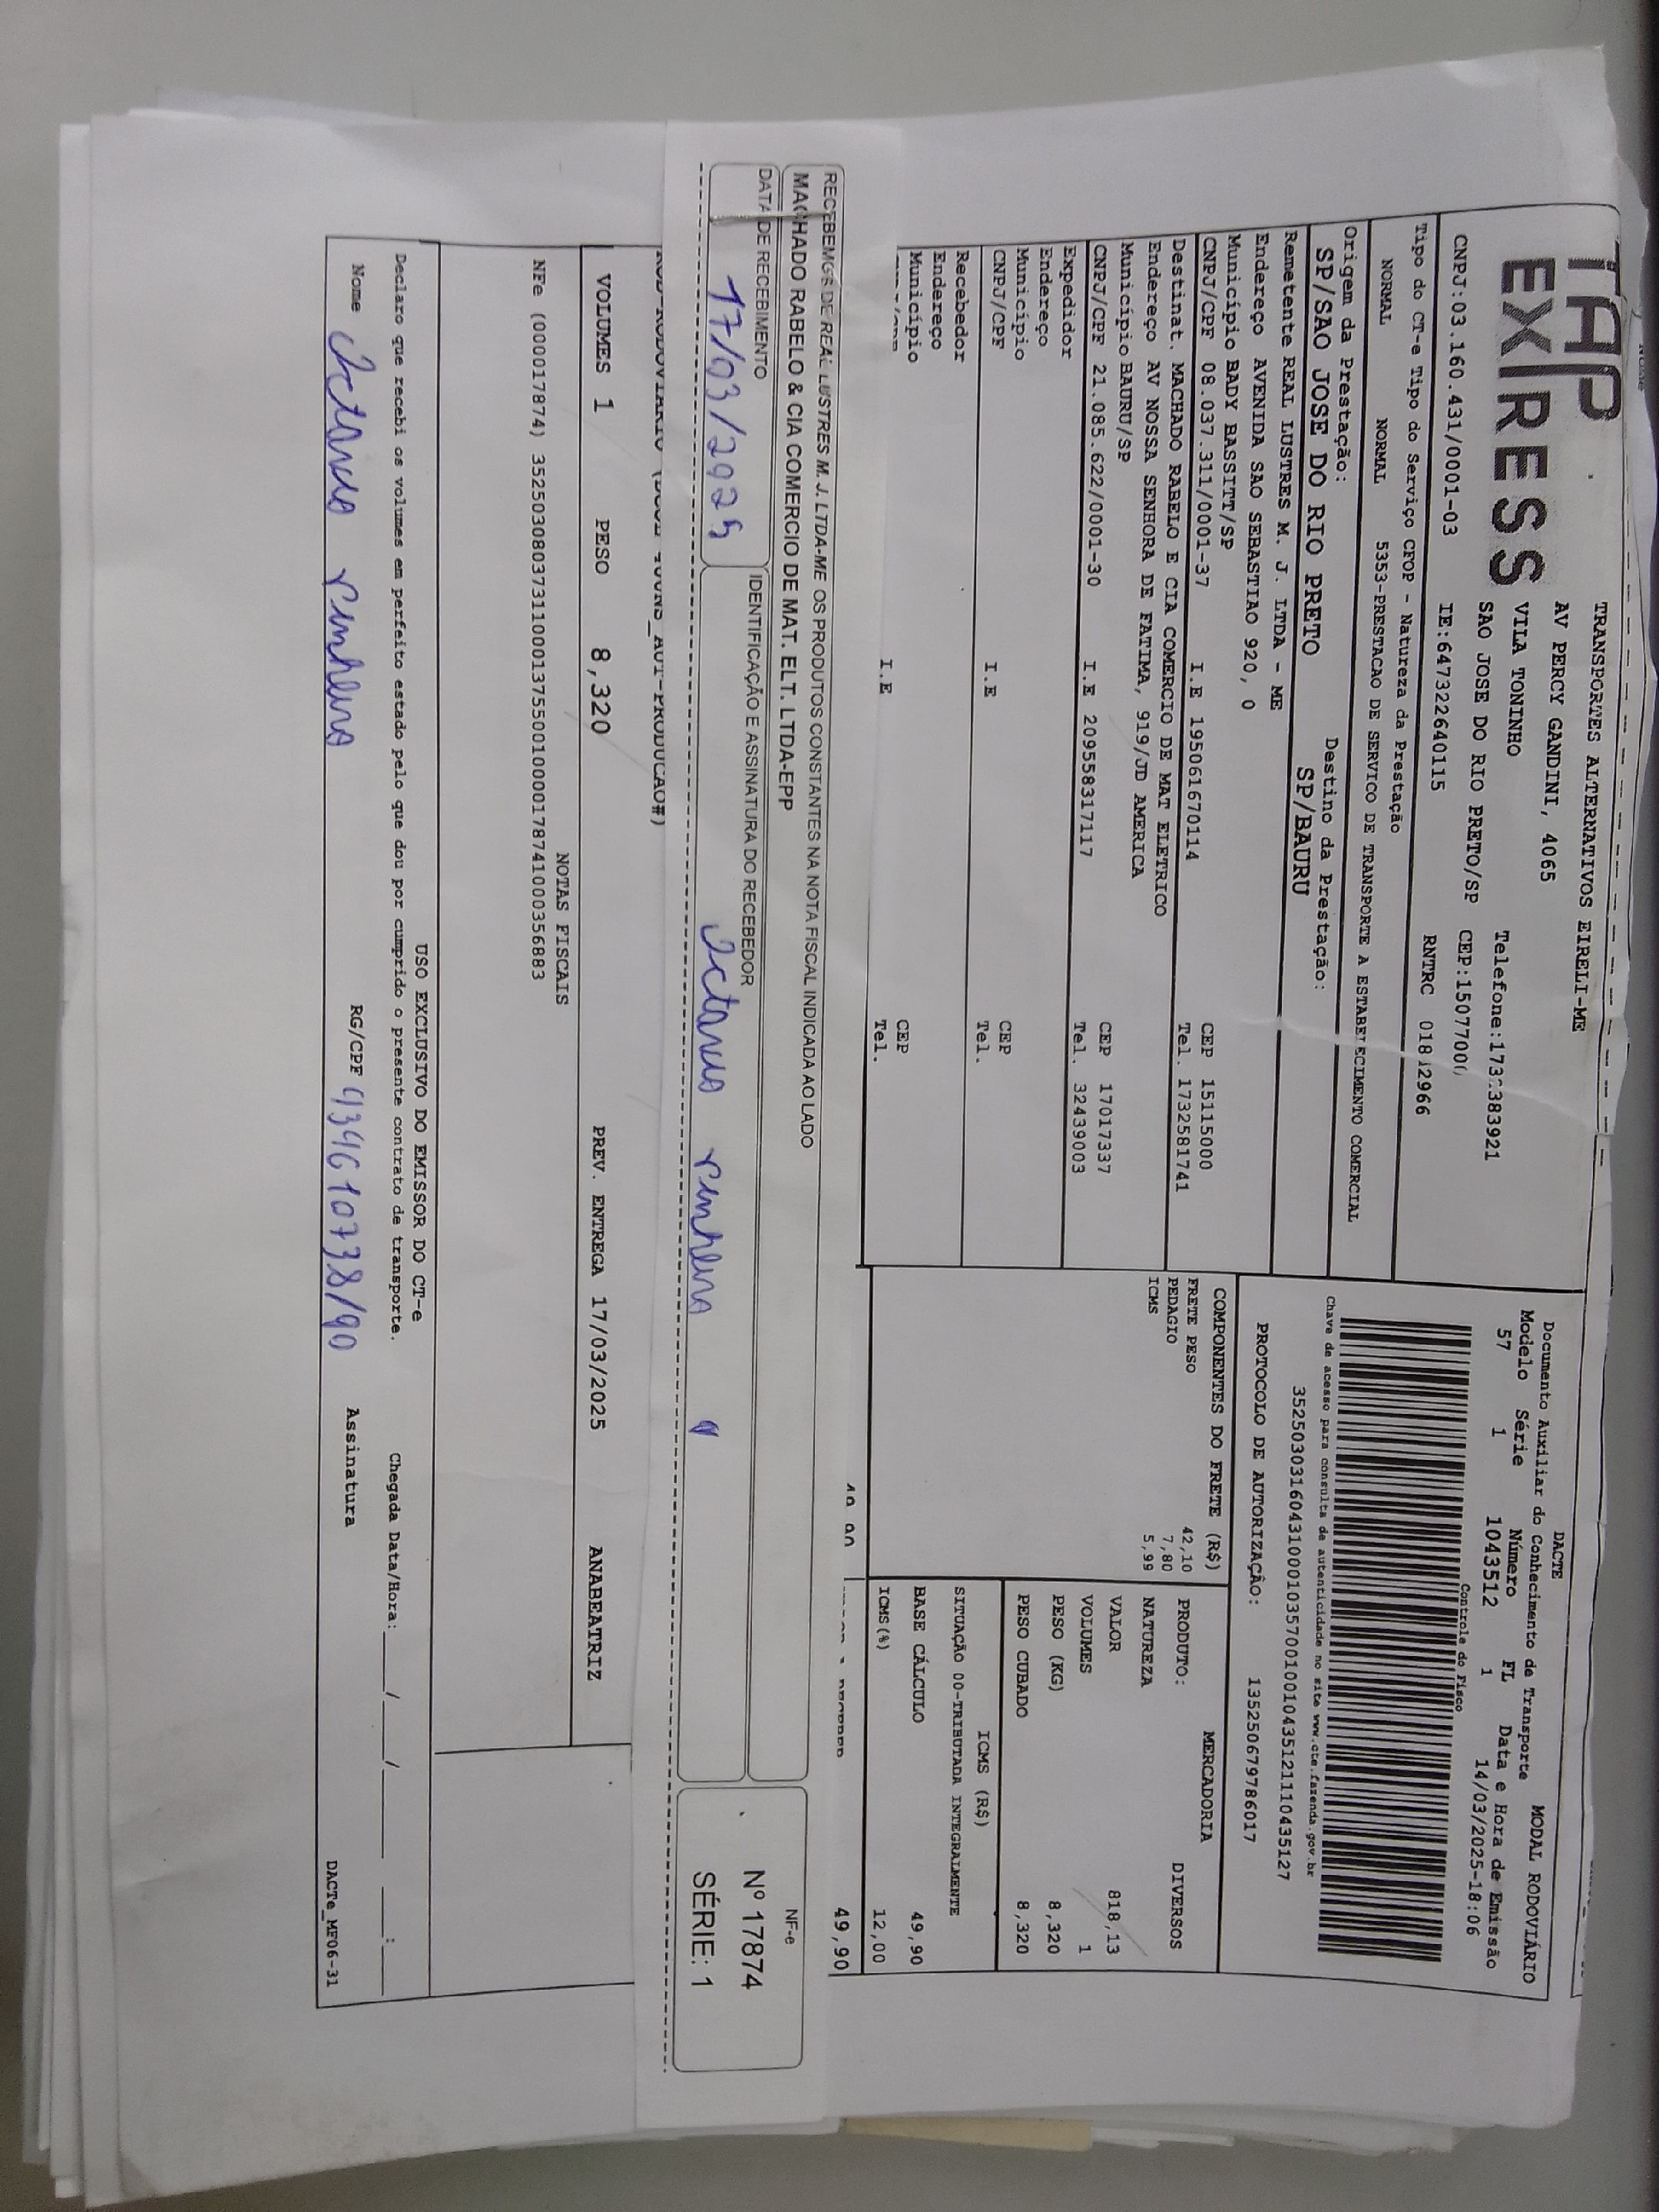 TAP EXPRESS
TRANSPORTES ALTERNATIVOS EIRELI-ME
AV PERCY GANDINI, 4065
VILA TONINHO
SAO JOSE DO RIO PRETO/SP
CNPJ:03.160.431/0001-03 IE:647322640115
CEP:1507700
RNTRC
Tipo do CT-e Tipo do Serviço CFOP - Natureza da Prestação
NORMAL NORMAL 5353-PRESTACAO DE SERVICO DE TRANSPORTE A ESTABELECIMENTO COMERCIAL
Origem da Prestação: Destino da Prestação:
SP/SAO JOSE DO RIO PRETO SP/BAURU
Remetente REAL LUSTRES M. J. LTDA - ME
Endereço AVENIDA SAO SEBASTIAO 920, 0
Município BADY BASSITT/SP CEP 15115000
CNPJ/CPF 08.037.311/0001-37 I.E 195061670114 Tel. 1732581741
Destinat. MACHADO RABELO E CIA COMERCIO DE MAT ELETRICO
Endereço AV NOSSA SENHORA DE FATIMA, 919/JD AMERICA
Município BAURU/SP CEP 17017337
CNPJ/CPF 21.085.622/0001-30 I.E 209558317117 Tel. 32439003
Expedidor
Endereço
Município CEP
CNPJ/CPF I.E Tel.
Recebedor
Endereço
Município CEP
I.E Tel.
DACTE MODAL RODOVIÁRIO
Documento Auxiliar do Conhecimento de Transporte
Modelo Série Número FL Data e Hora de Emissão
57 1 1043512 1 14/03/2025-18:06
Controle do Fisco
Chave de acesso para consulta de autenticidade no site www.cte.fazenda.gov.br
35250303160431000103570010010435121110435127
PROTOCOLO DE AUTORIZAÇÃO: 135250679786017
COMPONENTES DO FRETE (R$)
FRETE PESO 42,10
PEDAGIO 7,80
ICMS 5,99
MERCADORIA
PRODUTO: DIVERSOS
NATUREZA
VALOR 818,13
VOLUMES 1
PESO (KG) 8,320
PESO CUBADO 8,320
ICMS (R$)
SITUAÇÃO 00-TRIBUTADA INTEGRALMENTE
BASE CÁLCULO 49,90
ICMS(%) 12,00
49,90
RECEBEMOS DE REAL LUSTRES M. J. LTDA-ME OS PRODUTOS CONSTANTES NA NOTA FISCAL INDICADA AO LADO
MACHADO RABELO & CIA COMERCIO DE MAT. ELT. LTDA-EPP
DATA DE RECEBIMENTO IDENTIFICAÇÃO E ASSINATURA DO RECEBEDOR
17/03/2025
NF-e
Nº 17874
SÉRIE: 1
VOLUMES 1 PESO 8,320 PREV. ENTREGA 17/03/2025 ANABEATRIZ
NOTAS FISCAIS
NFe (000017874) 35250308037311000137550010000178741000356883
USO EXCLUSIVO DO EMISSOR DO CT-e
Declaro que recebi os volumes em perfeito estado pelo que dou por cumprido o presente contrato de transporte. Chegada Data/Hora:___/___/______ ___:___
Nome RG/CPF Assinatura
DACTe_MF06-31